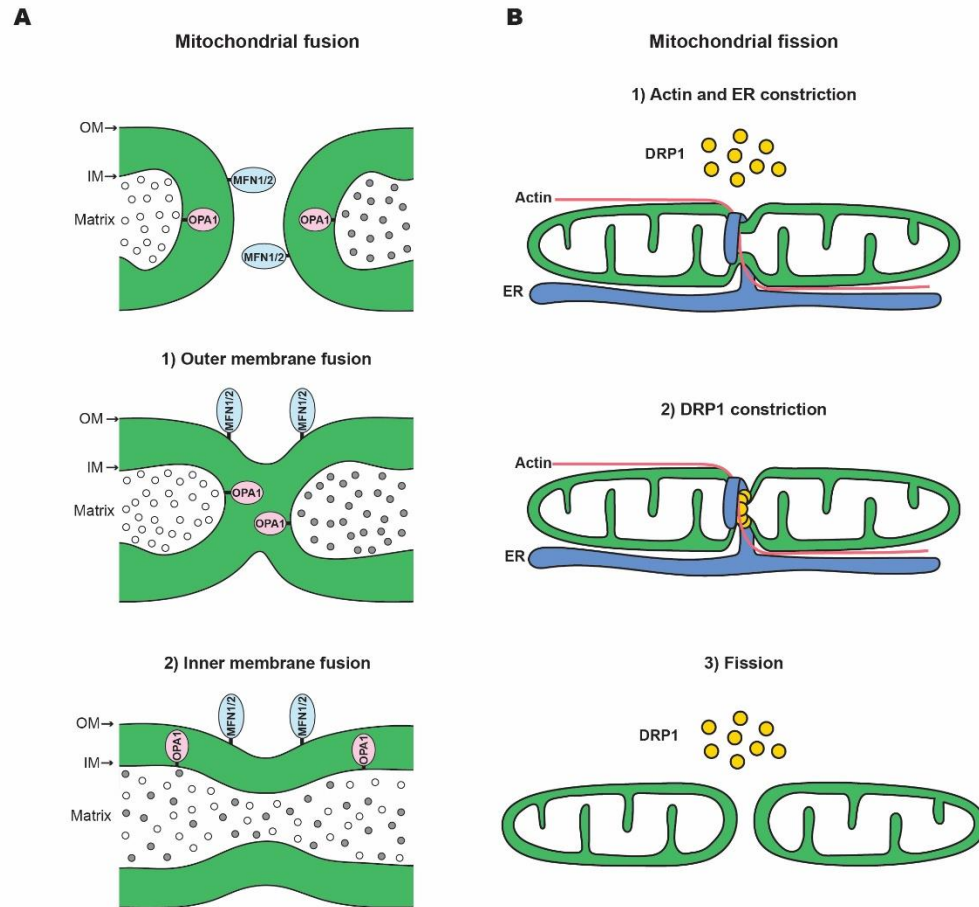 A
Mitochondrial fusion
OM→
IM→
Matrix
MFN1/2
OPA1
OPA1
MFN1/2
1) Outer membrane fusion
MFN1/2
MFN1/2
OM→
IM→
Matrix
OPA1
OPA1
2) Inner membrane fusion
MFN1/2
MFN1/2
OM→
OPA1
OPA1
IM→
Matrix
B
Mitochondrial fission
1) Actin and ER constriction
DRP1
Actin
ER
2) DRP1 constriction
Actin
ER
3) Fission
DRP1